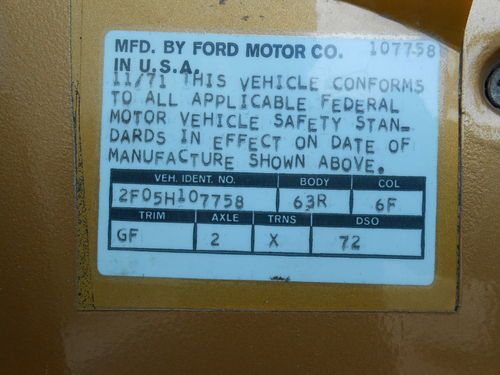 MFD. BY FORD MOTOR CO. 107758
IN U.S.A.
11/71 THIS VEHICLE CONFORMS
TO ALL APPLICABLE FEDERAL
MOTOR VEHICLE SAFETY STAN-
DARDS IN EFFECT ON DATE OF
MANUFACTURE SHOWN ABOVE.
VEH. IDENT. NO. BODY COL
2F05H107758 63R 6F
TRIM AXLE TRNS DSO
GF 2 X 72